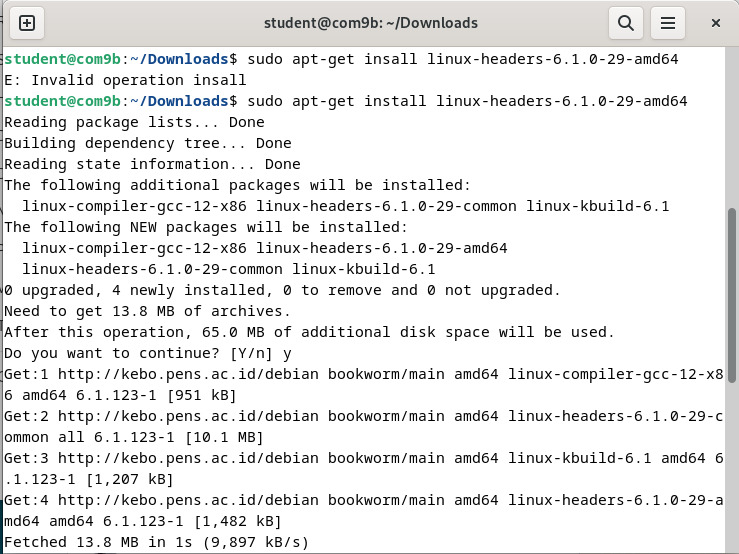 student@com9b: ~/Downloads
student@com9b:~/Downloads$ sudo apt-get insall linux-headers-6.1.0-29-amd64
E: Invalid operation insall
student@com9b:~/Downloads$ sudo apt-get install linux-headers-6.1.0-29-amd64
Reading package lists... Done
Building dependency tree... Done
Reading state information... Done
The following additional packages will be installed:
  linux-compiler-gcc-12-x86 linux-headers-6.1.0-29-common linux-kbuild-6.1
The following NEW packages will be installed:
  linux-compiler-gcc-12-x86 linux-headers-6.1.0-29-amd64
  linux-headers-6.1.0-29-common linux-kbuild-6.1
0 upgraded, 4 newly installed, 0 to remove and 0 not upgraded.
Need to get 13.8 MB of archives.
After this operation, 65.0 MB of additional disk space will be used.
Do you want to continue? [Y/n] y
Get:1 http://kebo.pens.ac.id/debian bookworm/main amd64 linux-compiler-gcc-12-x8
6 amd64 6.1.123-1 [951 kB]
Get:2 http://kebo.pens.ac.id/debian bookworm/main amd64 linux-headers-6.1.0-29-c
ommon all 6.1.123-1 [10.1 MB]
Get:3 http://kebo.pens.ac.id/debian bookworm/main amd64 linux-kbuild-6.1 amd64 6
.1.123-1 [1,207 kB]
Get:4 http://kebo.pens.ac.id/debian bookworm/main amd64 linux-headers-6.1.0-29-a
md64 amd64 6.1.123-1 [1,482 kB]
Fetched 13.8 MB in 1s (9,897 kB/s)